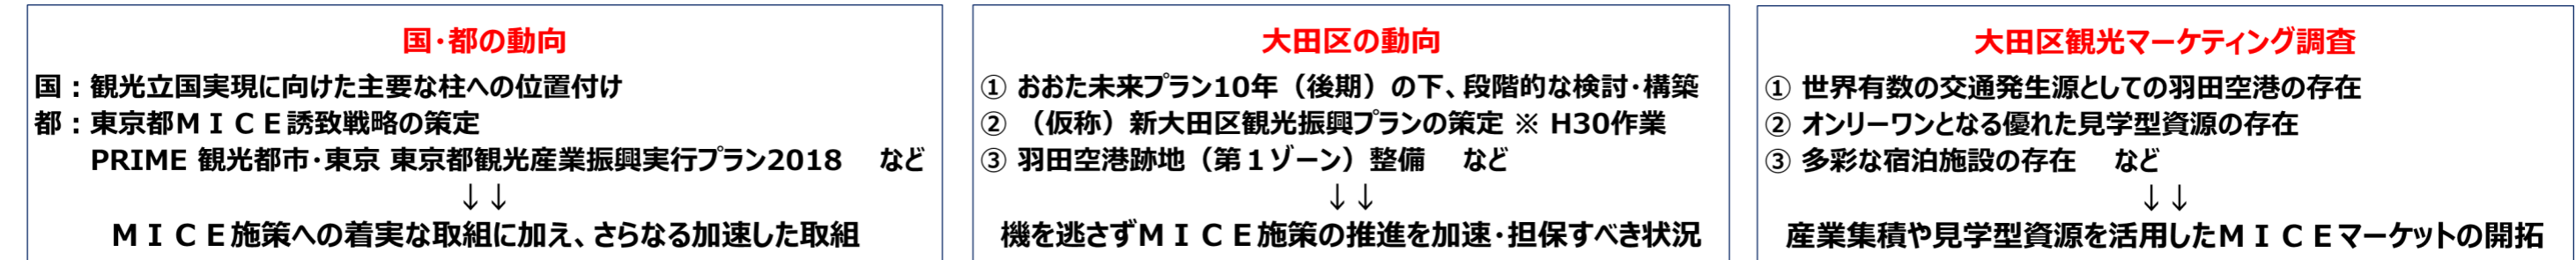 国・都の動向
国：観光立国実現に向けた主要な柱への位置付け
都：東京都ＭＩＣＥ誘致戦略の策定
PRIME 観光都市・東京 東京都観光産業振興実行プラン2018　など
↓↓
ＭＩＣＥ施策への着実な取組に加え、さらなる加速した取組
大田区の動向
① おおた未来プラン10年（後期）の下、段階的な検討・構築
② （仮称）新大田区観光振興プランの策定 ※ H30作業
③ 羽田空港跡地（第１ゾーン）整備　など
↓↓
機を逃さずＭＩＣＥ施策の推進を加速・担保すべき状況
大田区観光マーケティング調査
① 世界有数の交通発生源としての羽田空港の存在
② オンリーワンとなる優れた見学型資源の存在
③ 多彩な宿泊施設の存在　など
↓↓
産業集積や見学型資源を活用したＭＩＣＥマーケットの開拓